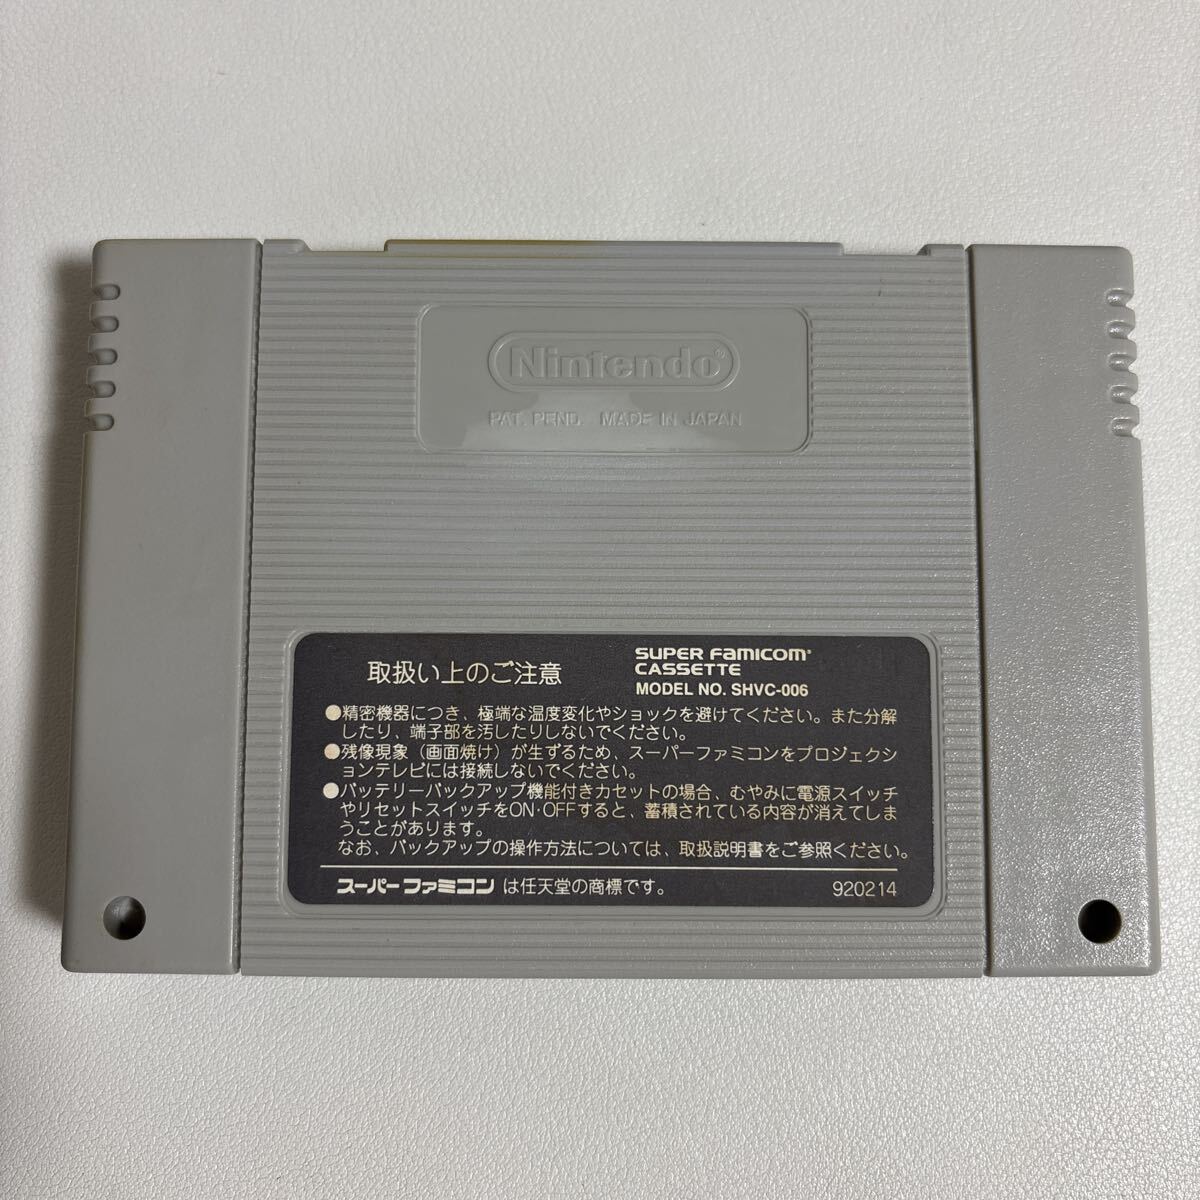 Nintendo®
PAT. PEND. MADE IN JAPAN
取扱い上のご注意
SUPER FAMICOM®
CASSETTE
MODEL NO. SHVC-006
●精密機器につき、極端な温度変化やショックを避けてください。また分解
したり、端子部を汚したりしないでください。
●残像現象（画面焼け）が生ずるため、スーパーファミコンをプロジェクシ
ョンテレビには接続しないでください。
●バッテリーバックアップ機能付きカセットの場合、むやみに電源スイッチ
やリセットスイッチをON・OFFすると、蓄積されている内容が消えてしま
うことがあります。
なお、バックアップの操作方法については、取扱説明書をご参照ください。
スーパーファミコン は任天堂の商標です。
920214